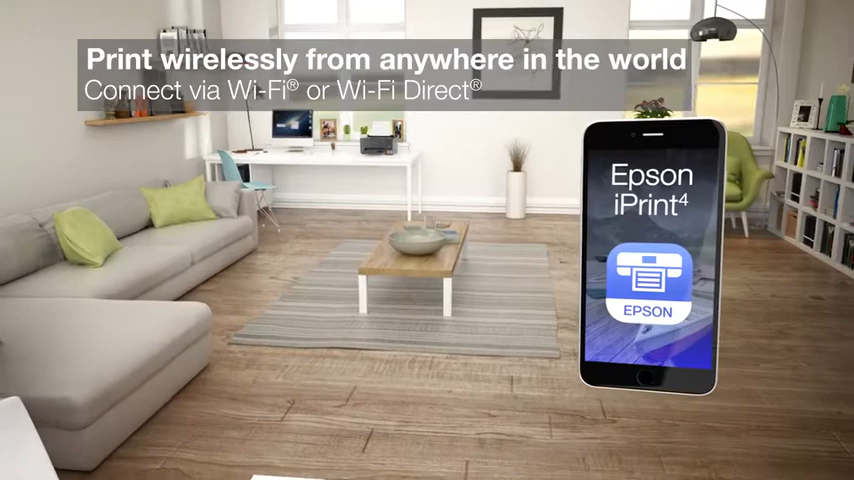 Print wirelessly from anywhere in the world
Connect via Wi-Fi® or Wi-Fi Direct®
Epson
iPrint⁴
EPSON